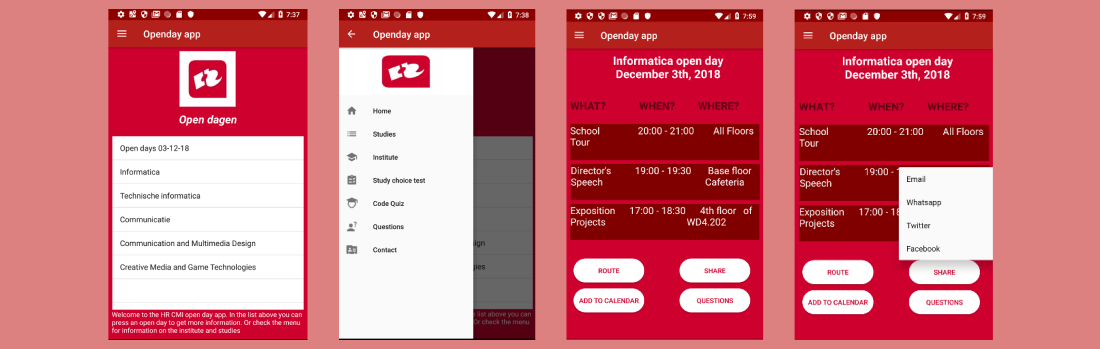 7:37
Openday app
Open dagen
Open days 03-12-18
Informatica
Technische informatica
Communicatie
Communication and Multimedia Design
Creative Media and Game Technologies
Welcome to the HR CMI open day app. In the list above you can
press an open day to get more information. Or check the menu
for information on the institute and studies
7:38
Openday app
Home
Studies
Institute
Study choice test
Code Quiz
Questions
Contact
sign
gies
list above you can
Or check the menu
7:59
Openday app
Informatica open day
December 3th, 2018
WHAT? WHEN? WHERE?
School 20:00 - 21:00 All Floors
Tour
Director's 19:00 - 19:30 Base floor
Speech Cafeteria
Exposition 17:00 - 18:30 4th floor of
Projects WD4.202
ROUTE SHARE
ADD TO CALENDAR QUESTIONS
7:59
Openday app
Informatica open day
December 3th, 2018
WHAT? WHEN? WHERE?
School 20:00 - 21:00 All Floors
Tour
Director's 19:00 - 1
Speech
Exposition 17:00 - 18
Projects
Email
Whatsapp
Twitter
Facebook
ROUTE SHARE
ADD TO CALENDAR QUESTIONS